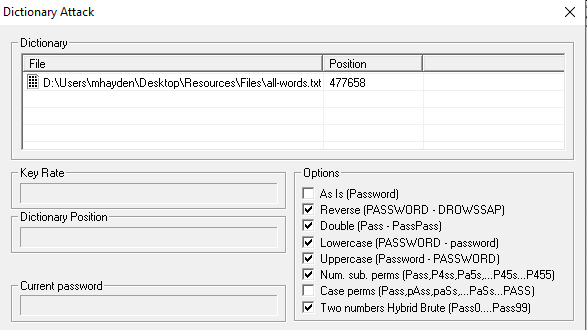 Dictionary Attack
Dictionary
File Position
D:\Users\mhayden\Desktop\Resources\Files\all-words.txt 477658
Key Rate
Dictionary Position
Current password
Options
As Is (Password)
Reverse (PASSWORD - DROWSSAP)
Double (Pass - PassPass)
Lowercase (PASSWORD - password)
Uppercase (Password - PASSWORD)
Num. sub. perms (Pass,P4ss,Pa5s,...P45s...P455)
Case perms (Pass,pAss,paSs,...PaSs...PASS)
Two numbers Hybrid Brute (Pass0....Pass99)